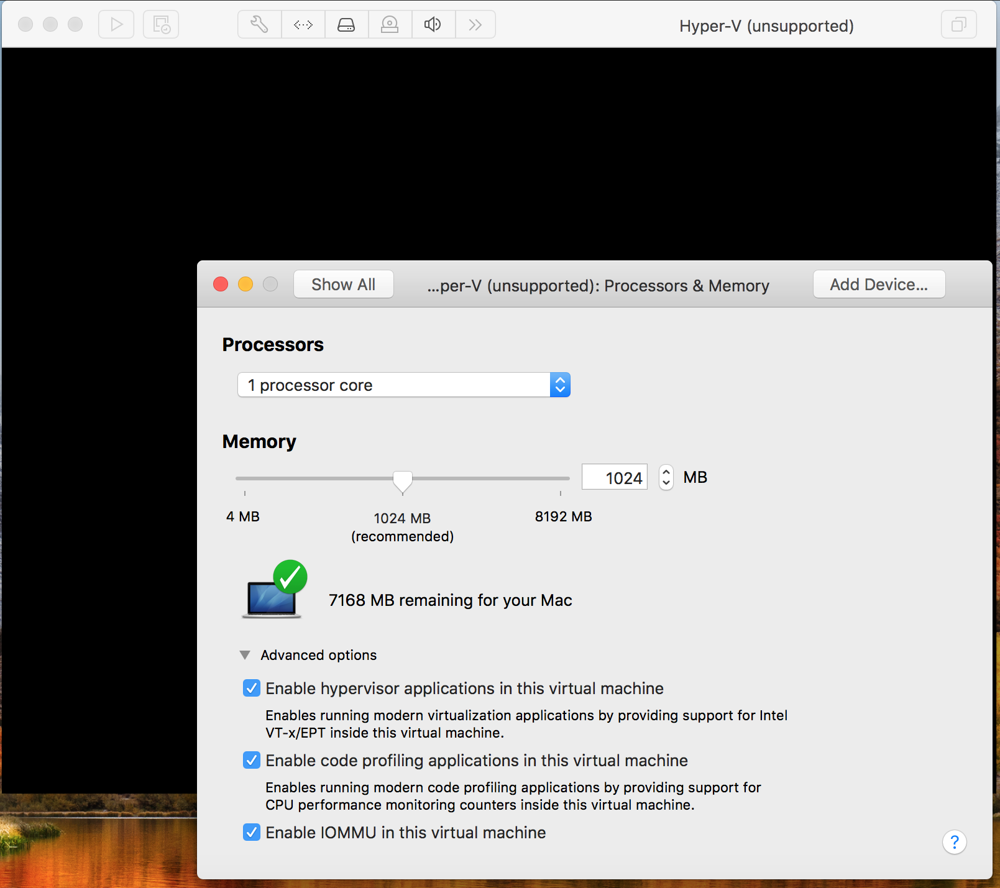 Hyper-V (unsupported)
Show All
...per-V (unsupported): Processors & Memory
Add Device...
Processors
1 processor core
Memory
1024
MB
4 MB
1024 MB
8192 MB
(recommended)
7168 MB remaining for your Mac
Advanced options
Enable hypervisor applications in this virtual machine
Enables running modern virtualization applications by providing support for Intel
VT-x/EPT inside this virtual machine.
Enable code profiling applications in this virtual machine
Enables running modern code profiling applications by providing support for
CPU performance monitoring counters inside this virtual machine.
Enable IOMMU in this virtual machine
?